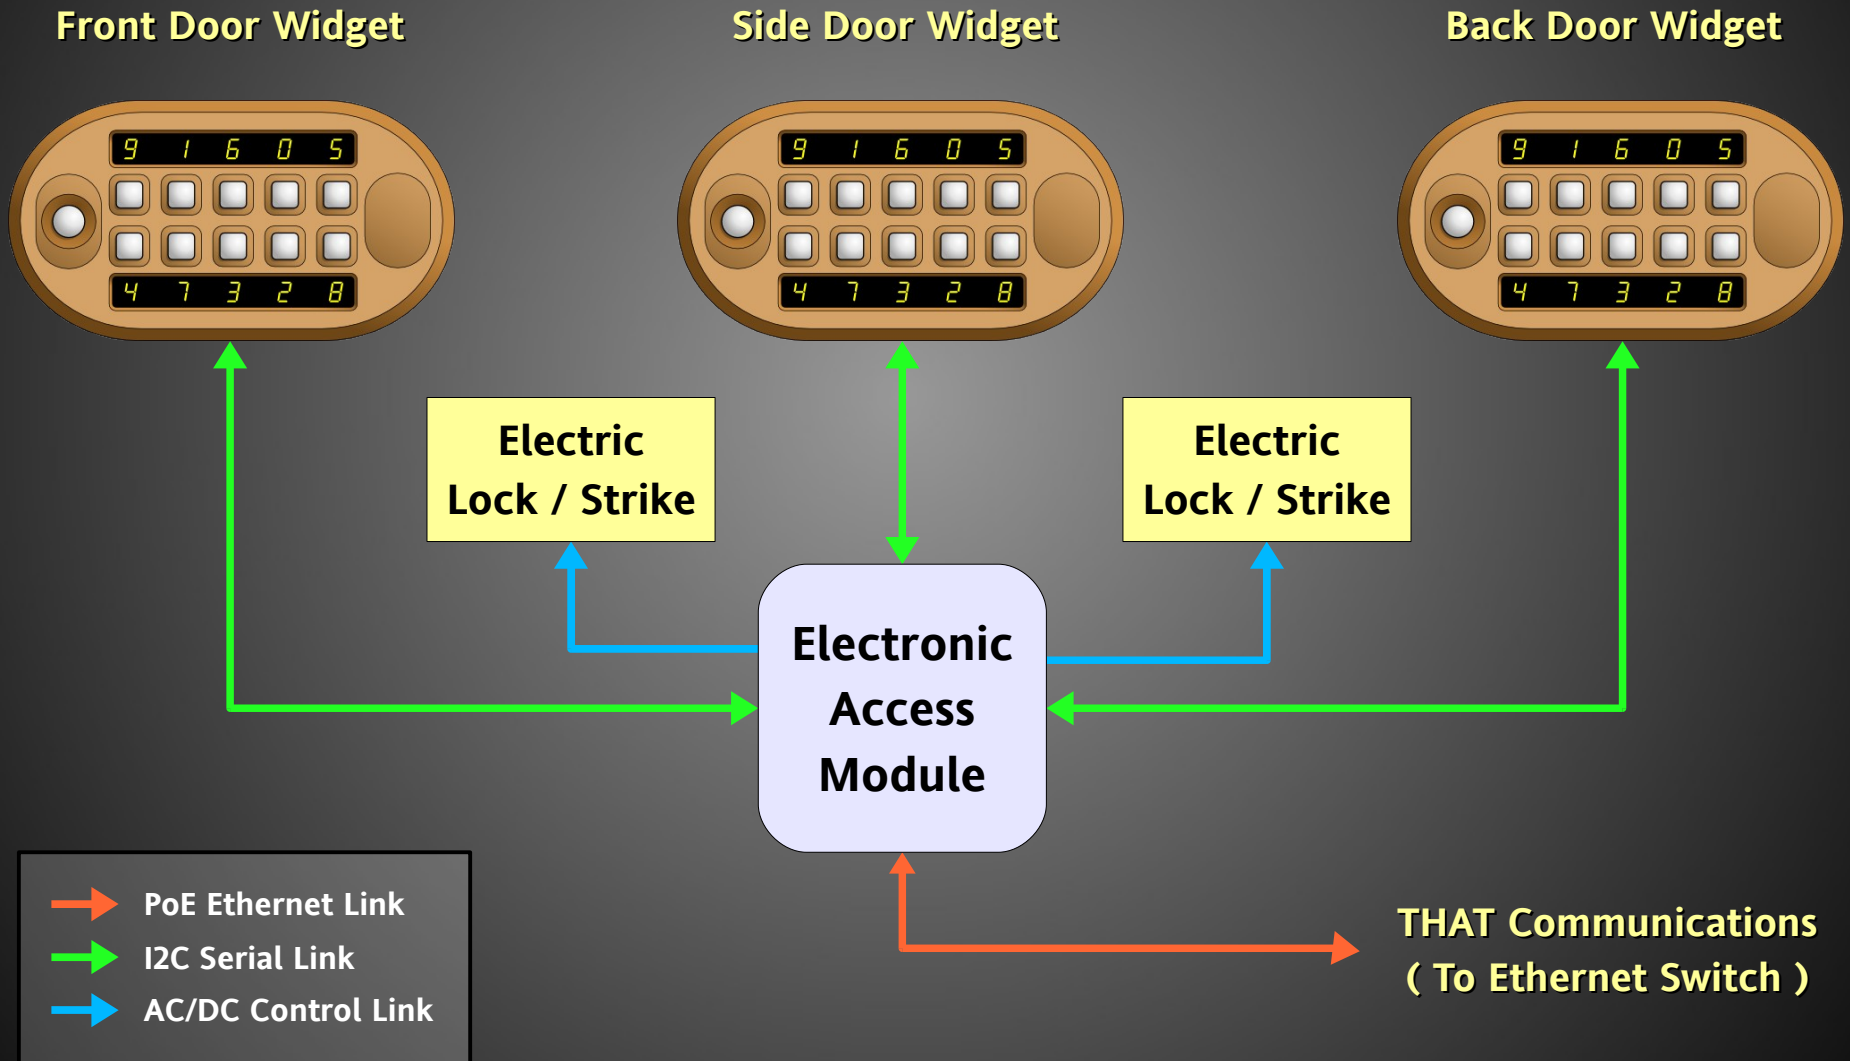 Front Door Widget
Side Door Widget
Back Door Widget
9 1 6 0 5
9 1 6 0 5
9 1 6 0 5
4 7 3 2 8
4 7 3 2 8
4 7 3 2 8
Electric
Lock / Strike
Electric
Lock / Strike
Electronic
Access
Module
PoE Ethernet Link
I2C Serial Link
AC/DC Control Link
THAT Communications
( To Ethernet Switch )